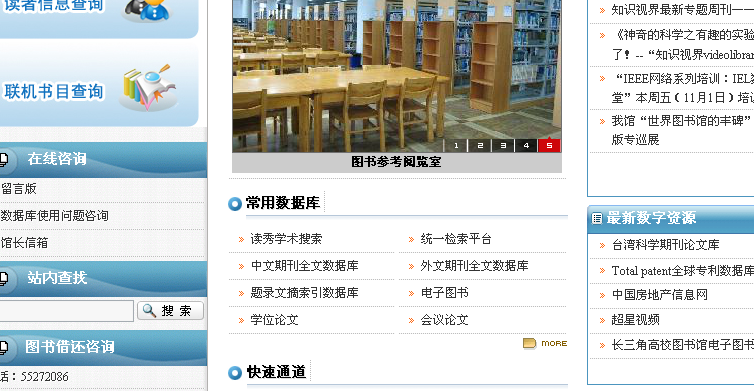 读者信息查询
联机书目查询
在线咨询
留言版
数据库使用问题咨询
馆长信箱
站内查找
搜 索
图书借还咨询
话：55272086
1 2 3 4 5
图书参考阅览室
常用数据库
读秀学术搜索
统一检索平台
中文期刊全文数据库
外文期刊全文数据库
题录文摘索引数据库
电子图书
学位论文
会议论文
MORE
快速通道
知识视界最新专题周刊一一
《神奇的科学之有趣的实验
了！--“知识视界videolibrar
“IEEE网络系列培训：IEL
堂”本周五（11月1日）培
我馆“世界图书馆的丰碑”
版专巡展
最新数字资源
台湾科学期刊论文库
Total patent全球专利数据库
中国房地产信息网
超星视频
长三角高校图书馆电子图书